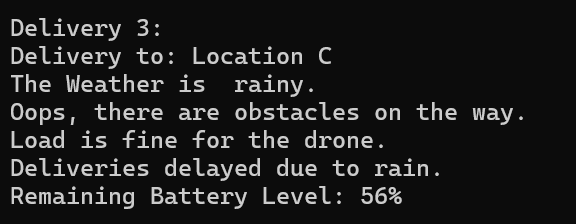 Delivery 3:
Delivery to: Location C
The Weather is  rainy.
Oops, there are obstacles on the way.
Load is fine for the drone.
Deliveries delayed due to rain.
Remaining Battery Level: 56%